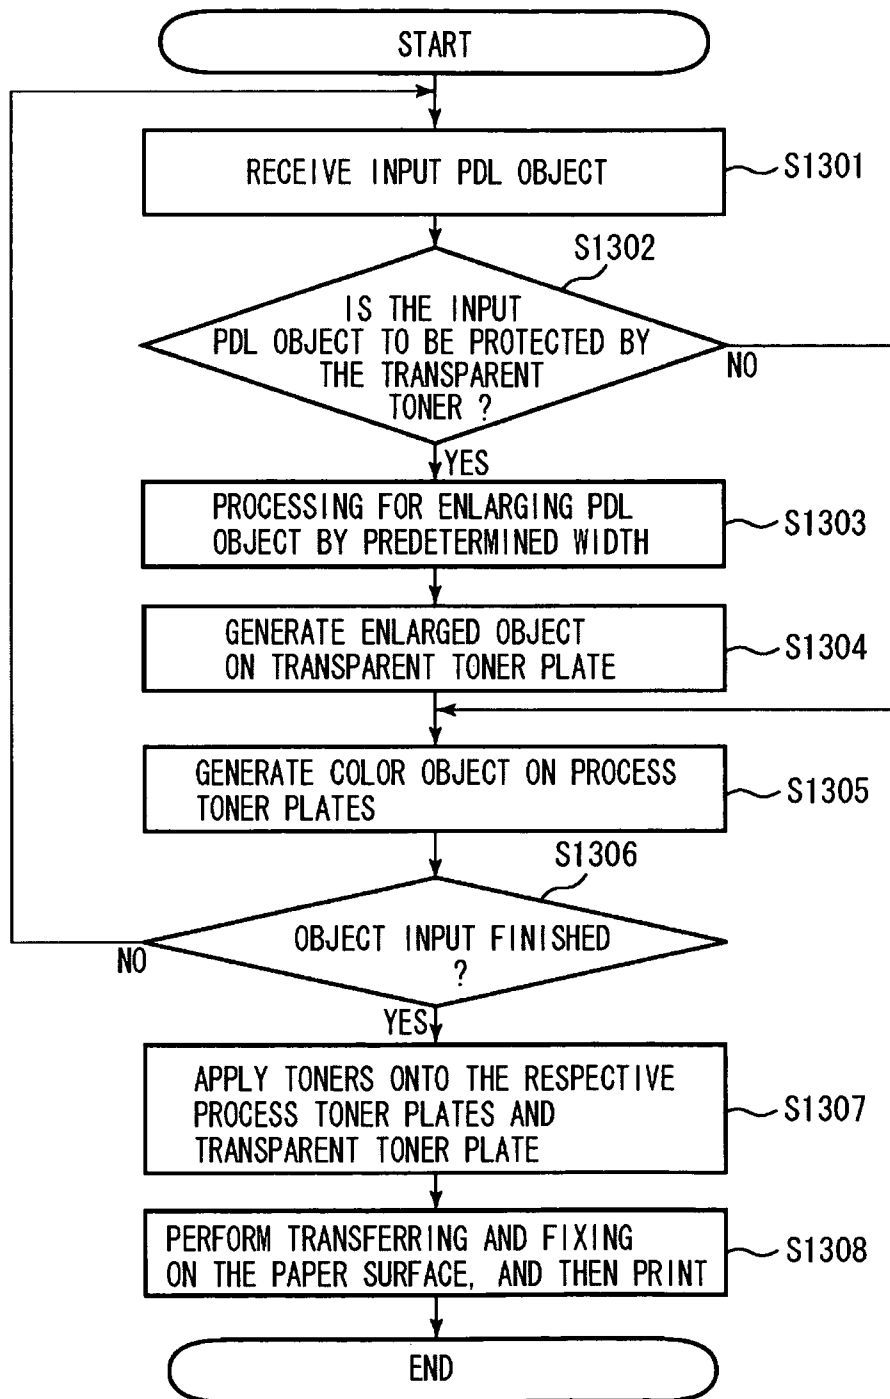 START
RECEIVE INPUT PDL OBJECT
S1301
S1302
IS THE INPUT
PDL OBJECT TO BE PROTECTED BY
THE TRANSPARENT
TONER ?
NO
YES
PROCESSING FOR ENLARGING PDL
OBJECT BY PREDETERMINED WIDTH
S1303
GENERATE ENLARGED OBJECT
ON TRANSPARENT TONER PLATE
S1304
GENERATE COLOR OBJECT ON PROCESS
TONER PLATES
S1305
S1306
OBJECT INPUT FINISHED
?
NO
YES
APPLY TONERS ONTO THE RESPECTIVE
PROCESS TONER PLATES AND
TRANSPARENT TONER PLATE
S1307
PERFORM TRANSFERRING AND FIXING
ON THE PAPER SURFACE, AND THEN PRINT
S1308
END